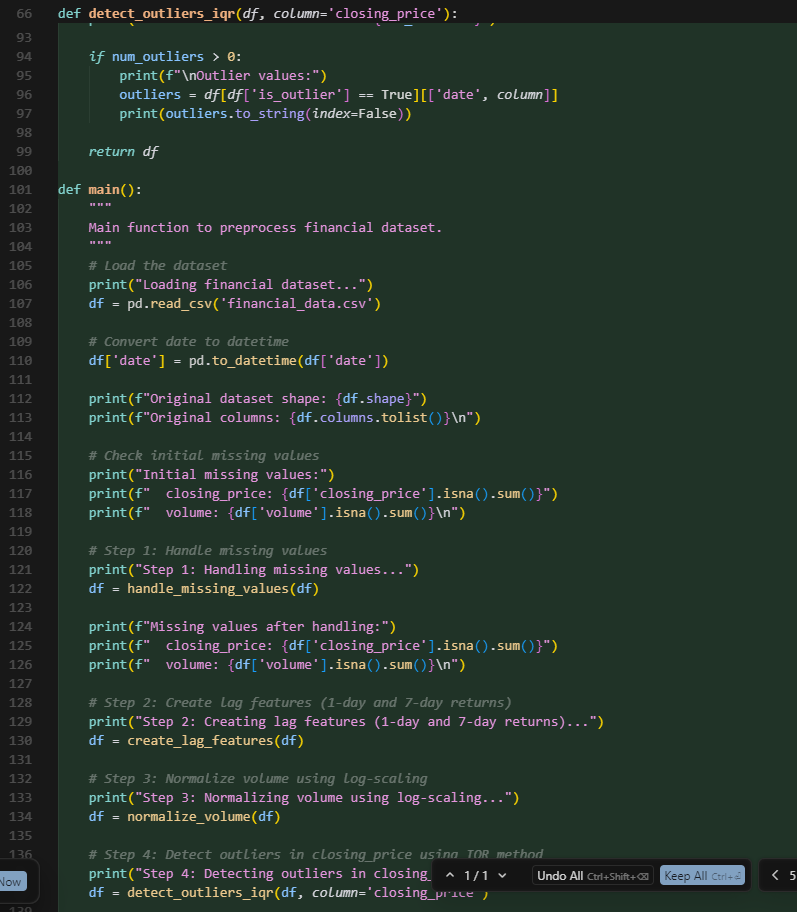 66 def detect_outliers_iqr(df, column='closing_price'):
93
94 if num_outliers > 0:
95 print(f"\nOutlier values:")
96 outliers = df[df['is_outlier'] == True][['date', column]]
97 print(outliers.to_string(index=False))
98
99 return df
100
101 def main():
102 """
103 Main function to preprocess financial dataset.
104 """
105 # Load the dataset
106 print("Loading financial dataset...")
107 df = pd.read_csv('financial_data.csv')
108
109 # Convert date to datetime
110 df['date'] = pd.to_datetime(df['date'])
111
112 print(f"Original dataset shape: {df.shape}")
113 print(f"Original columns: {df.columns.tolist()}\n")
114
115 # Check initial missing values
116 print("Initial missing values:")
117 print(f"  closing_price: {df['closing_price'].isna().sum()}")
118 print(f"  volume: {df['volume'].isna().sum()}\n")
119
120 # Step 1: Handle missing values
121 print("Step 1: Handling missing values...")
122 df = handle_missing_values(df)
123
124 print(f"Missing values after handling:")
125 print(f"  closing_price: {df['closing_price'].isna().sum()}")
126 print(f"  volume: {df['volume'].isna().sum()}\n")
127
128 # Step 2: Create lag features (1-day and 7-day returns)
129 print("Step 2: Creating lag features (1-day and 7-day returns)...")
130 df = create_lag_features(df)
131
132 # Step 3: Normalize volume using log-scaling
133 print("Step 3: Normalizing volume using log-scaling...")
134 df = normalize_volume(df)
135
136 # Step 4: Detect outliers in closing_price using IQR method
print("Step 4: Detecting outliers in closing_
1/1 Undo All Ctrl+Shift+⌫ Keep All Ctrl+⏎ 5
Now
df = detect_outliers_iqr(df, column='closing_price')
139